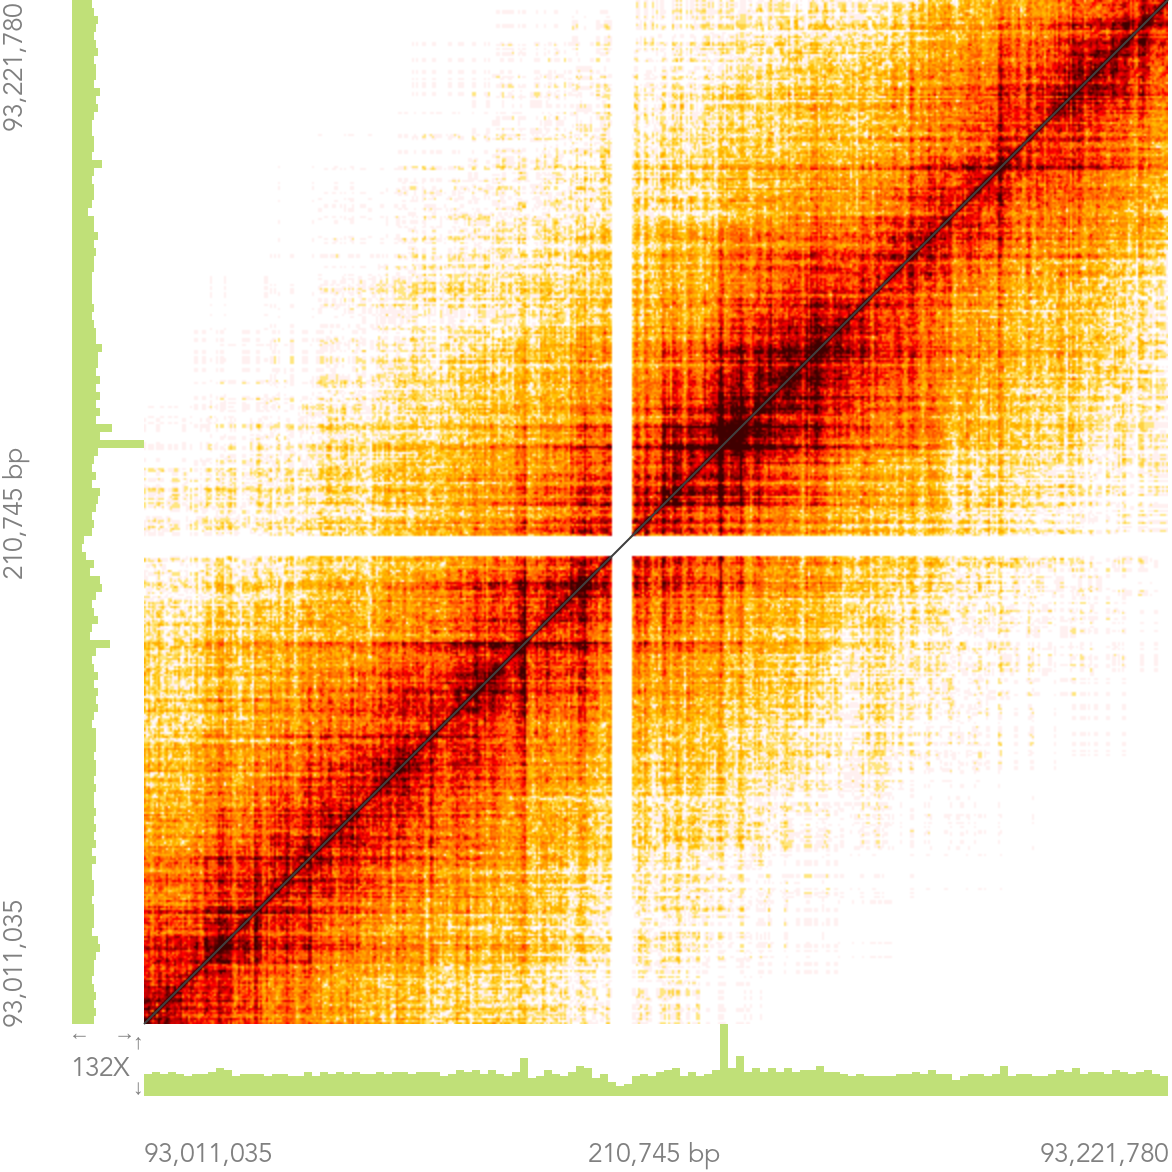 93,221,780
210,745 bp
93,011,035
← →
↑
132X
↓
93,011,035 210,745 bp 93,221,780